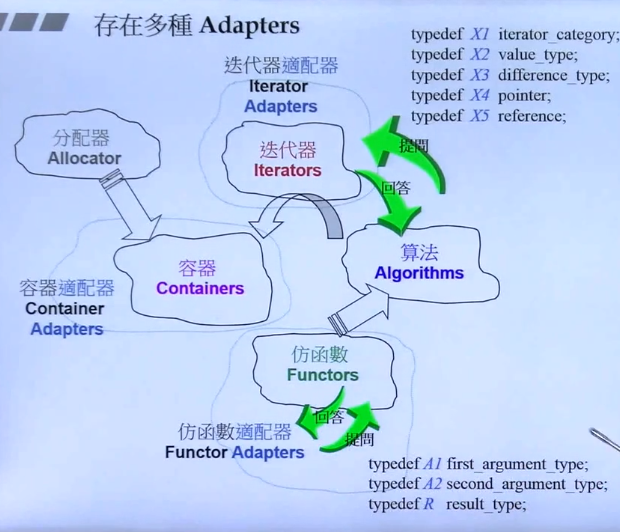 存在多種 Adapters
typedef X1 iterator_category;
typedef X2 value_type;
typedef X3 difference_type;
typedef X4 pointer;
typedef X5 reference;
迭代器適配器
Iterator
Adapters
分配器
Allocator
迭代器
Iterators
提問
回答
算法
Algorithms
容器
Containers
容器適配器
Container
Adapters
仿函數
Functors
回答
提問
仿函數適配器
Functor Adapters
typedef A1 first_argument_type;
typedef A2 second_argument_type;
typedef R result_type;